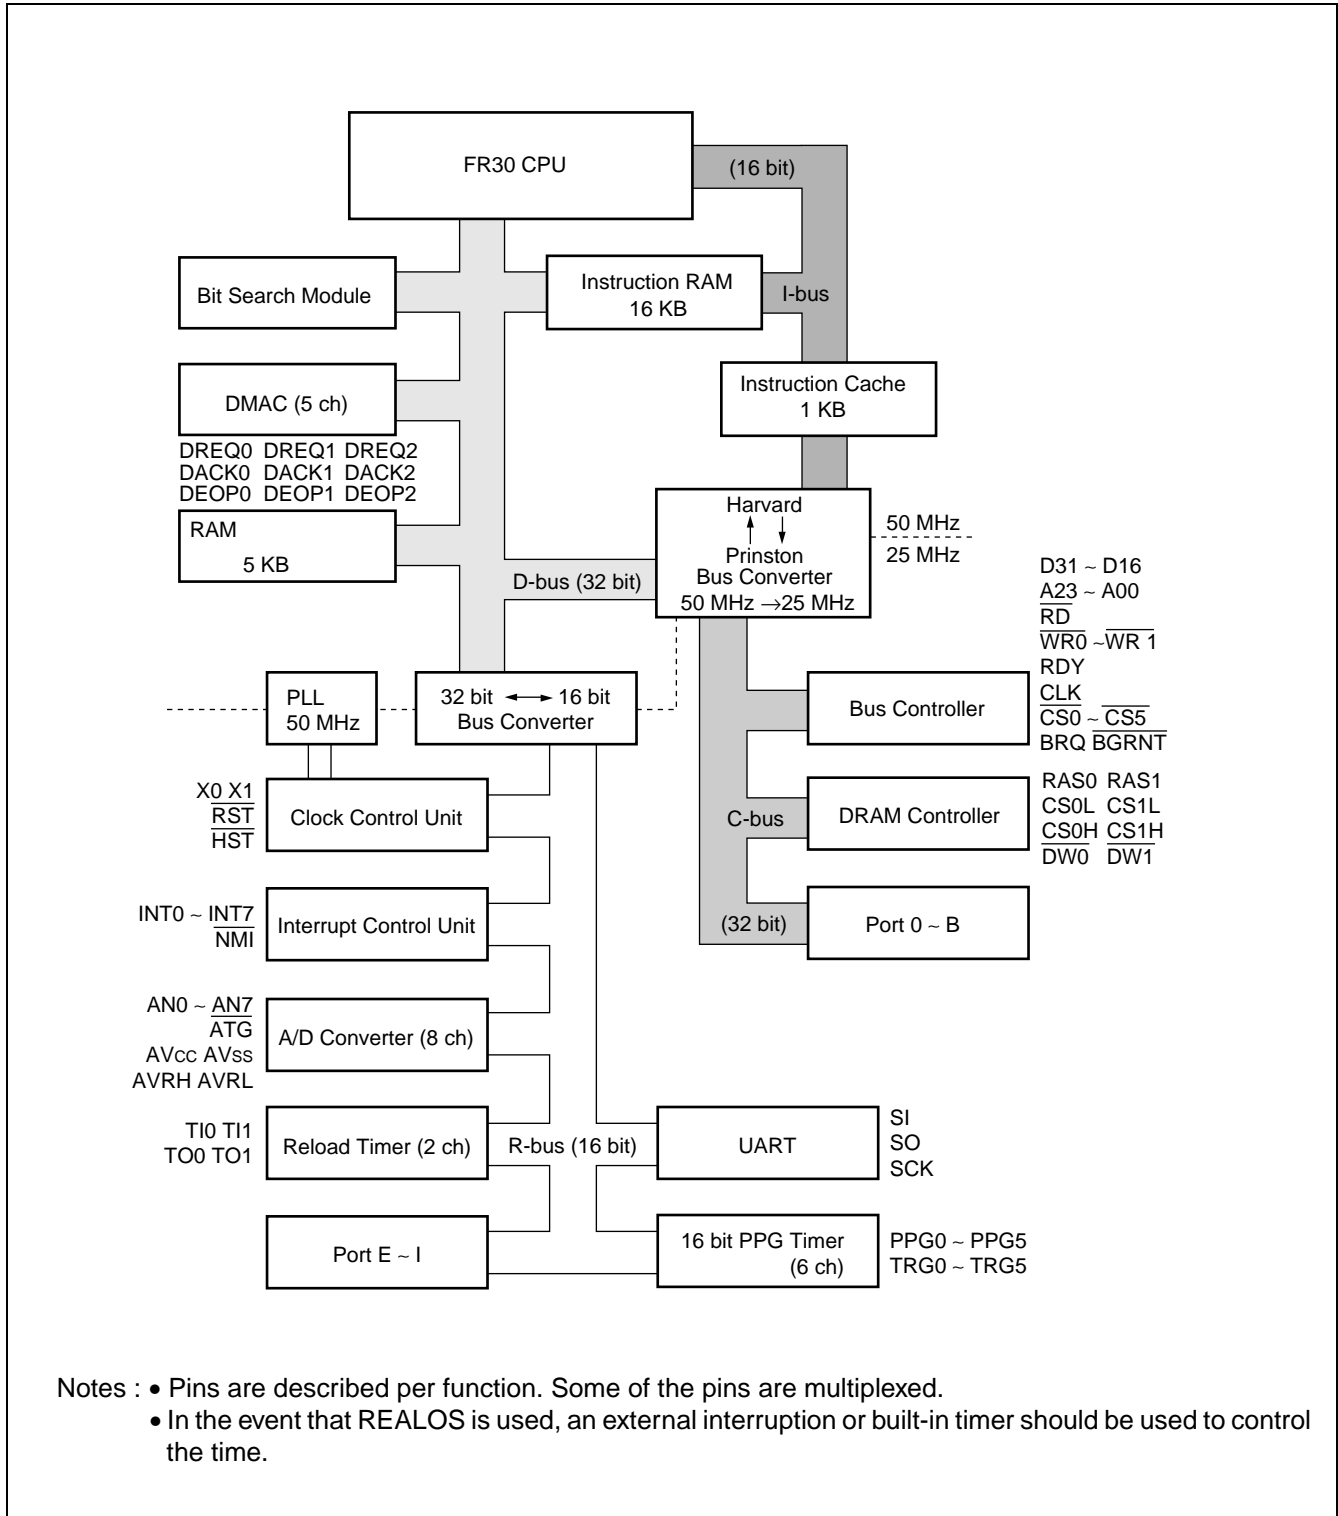 FR30 CPU
(16 bit)
Bit Search Module
Instruction RAM
16 KB
I-bus
DMAC (5 ch)
Instruction Cache
1 KB
DREQ0 DREQ1 DREQ2
DACK0 DACK1 DACK2
DEOP0 DEOP1 DEOP2
RAM
5 KB
D-bus (32 bit)
Harvard
Prinston
Bus Converter
50 MHz →25 MHz
50 MHz
25 MHz
D31 ~ D16
A23 ~ A00
RD
WR0 ~ WR 1
RDY
CLK
CS0 ~ CS5
BRQ BGRNT
PLL
50 MHz
32 bit ↔ 16 bit
Bus Converter
Bus Controller
X0 X1
RST
HST
Clock Control Unit
C-bus
DRAM Controller
RAS0 RAS1
CS0L CS1L
CS0H CS1H
DW0 DW1
INT0 ~ INT7
NMI
Interrupt Control Unit
(32 bit)
Port 0 ~ B
AN0 ~ AN7
ATG
AVCC AVSS
AVRH AVRL
A/D Converter (8 ch)
TI0 TI1
TO0 TO1
Reload Timer (2 ch)
R-bus (16 bit)
UART
SI
SO
SCK
Port E ~ I
16 bit PPG Timer
(6 ch)
PPG0 ~ PPG5
TRG0 ~ TRG5
Notes : • Pins are described per function. Some of the pins are multiplexed.
• In the event that REALOS is used, an external interruption or built-in timer should be used to control
the time.